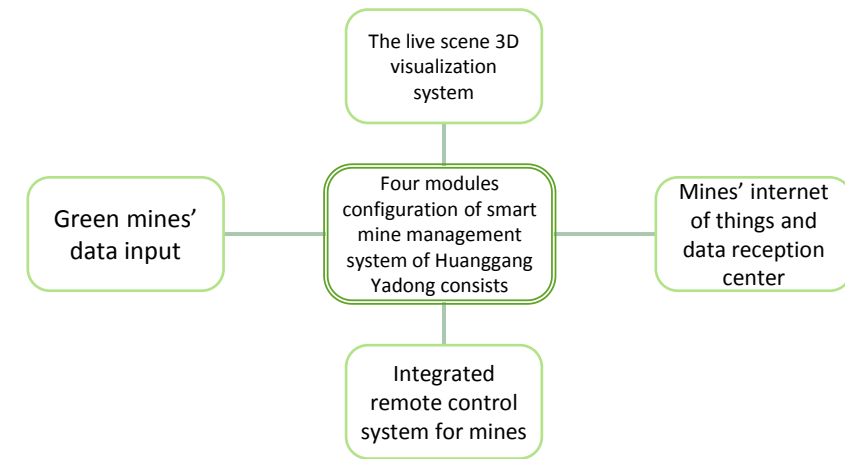 The live scene 3D
visualization
system
Green mines’
data input
Four modules
configuration of smart
mine management
system of Huanggang
Yadong consists
Mines’ internet
of things and
data reception
center
Integrated
remote control
system for mines